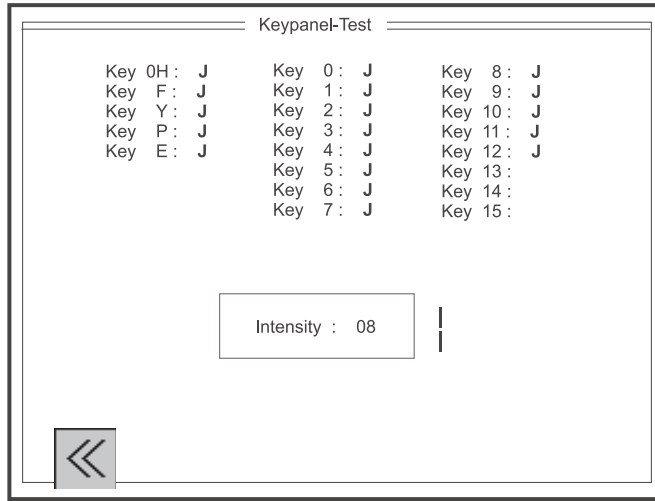 Keypanel-Test
Key 0H : J
Key F : J
Key Y : J
Key P : J
Key E : J
Key 0 : J
Key 1 : J
Key 2 : J
Key 3 : J
Key 4 : J
Key 5 : J
Key 6 : J
Key 7 : J
Key 8 : J
Key 9 : J
Key 10 : J
Key 11 : J
Key 12 : J
Key 13 :
Key 14 :
Key 15 :
Intensity : 08